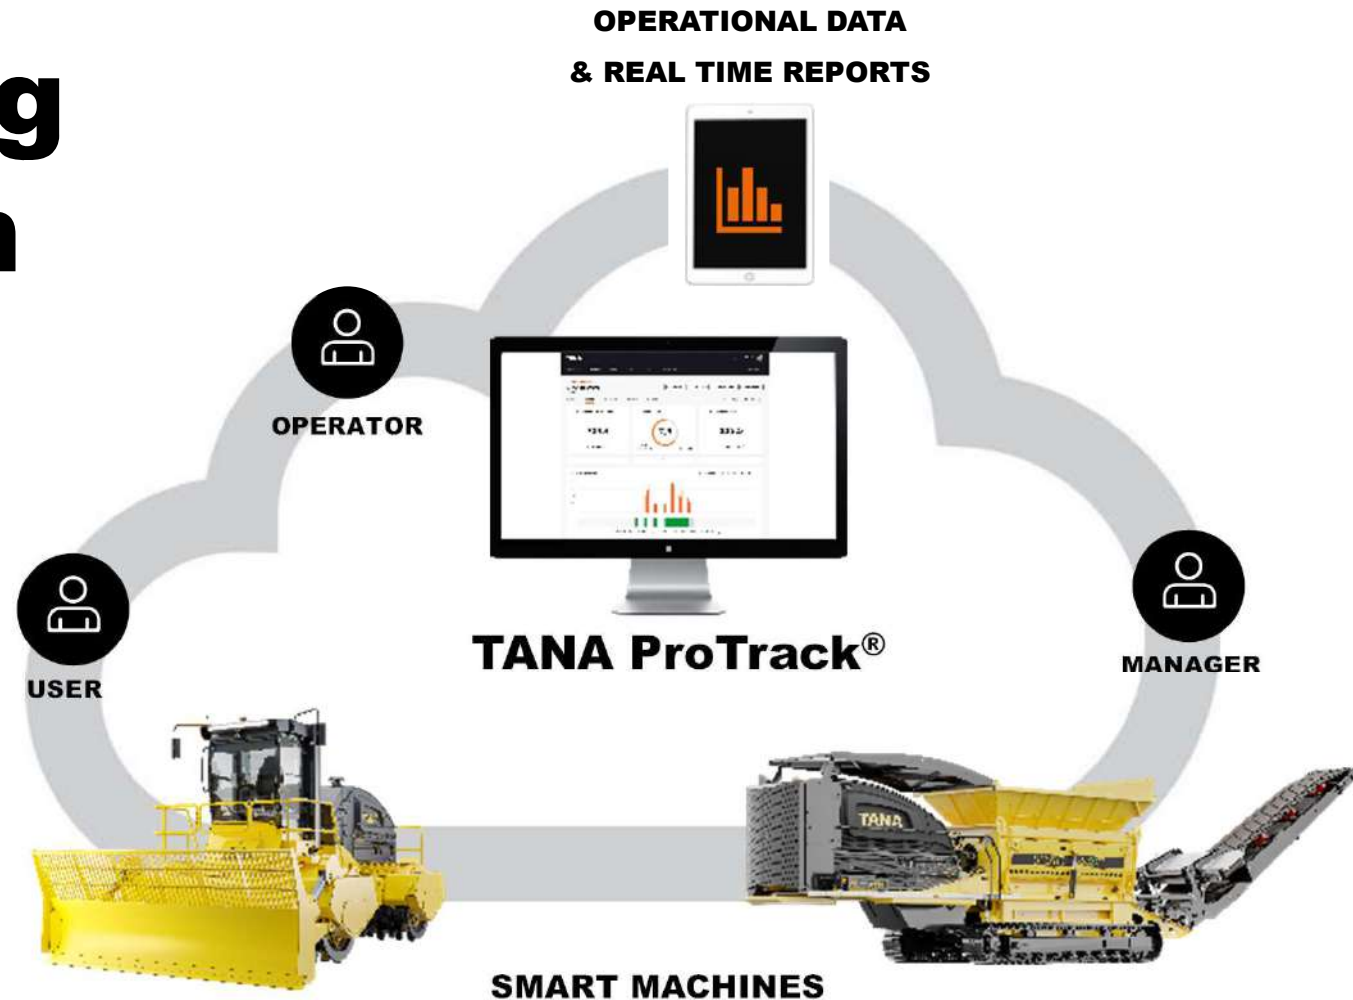 OPERATIONAL DATA
& REAL TIME REPORTS
g
n
OPERATOR
TANA ProTrack®
USER
MANAGER
TANA
SMART MACHINES